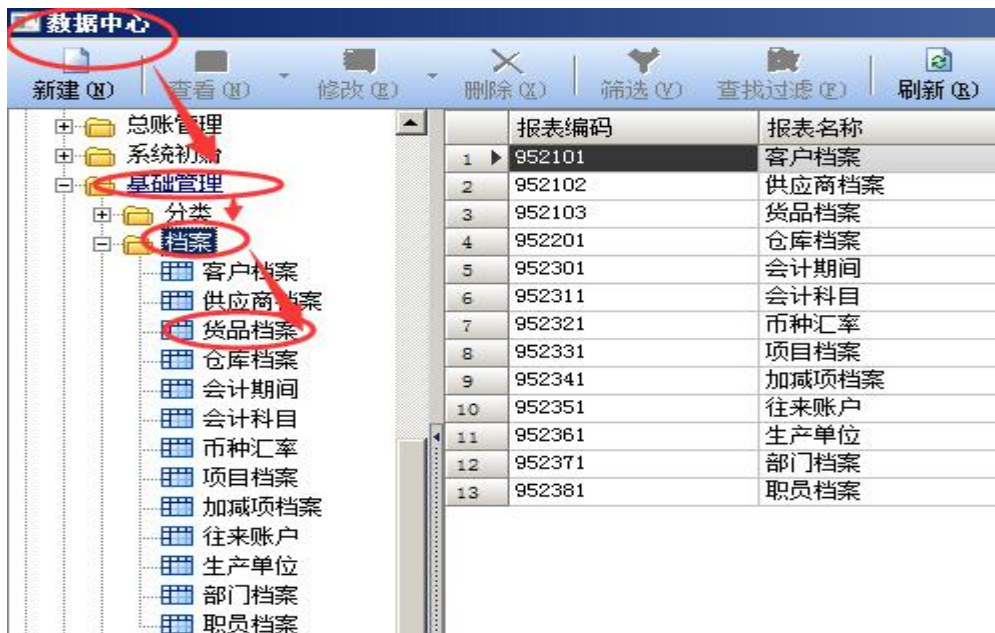 数据中心
新建(N) 查看(N) 修改(E) 删除(X) 筛选(V) 查找过滤(F) 刷新(R)
总账管理
系统初始
基础管理
分类
档案
客户档案
供应商档案
货品档案
仓库档案
会计期间
会计科目
币种汇率
项目档案
加减项档案
往来账户
生产单位
部门档案
职员档案
报表编码 报表名称
1 952101 客户档案
2 952102 供应商档案
3 952103 货品档案
4 952201 仓库档案
5 952301 会计期间
6 952311 会计科目
7 952321 币种汇率
8 952331 项目档案
9 952341 加减项档案
10 952351 往来账户
11 952361 生产单位
12 952371 部门档案
13 952381 职员档案